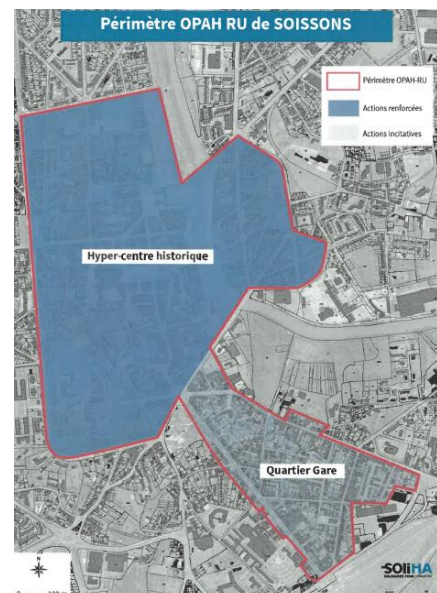 Périmètre OPAH RU de SOISSONS
Périmètre OPAH-RU
Actions renforcées
Actions incitatives
Hyper-centre historique
Quartier Gare
N
SOliHA